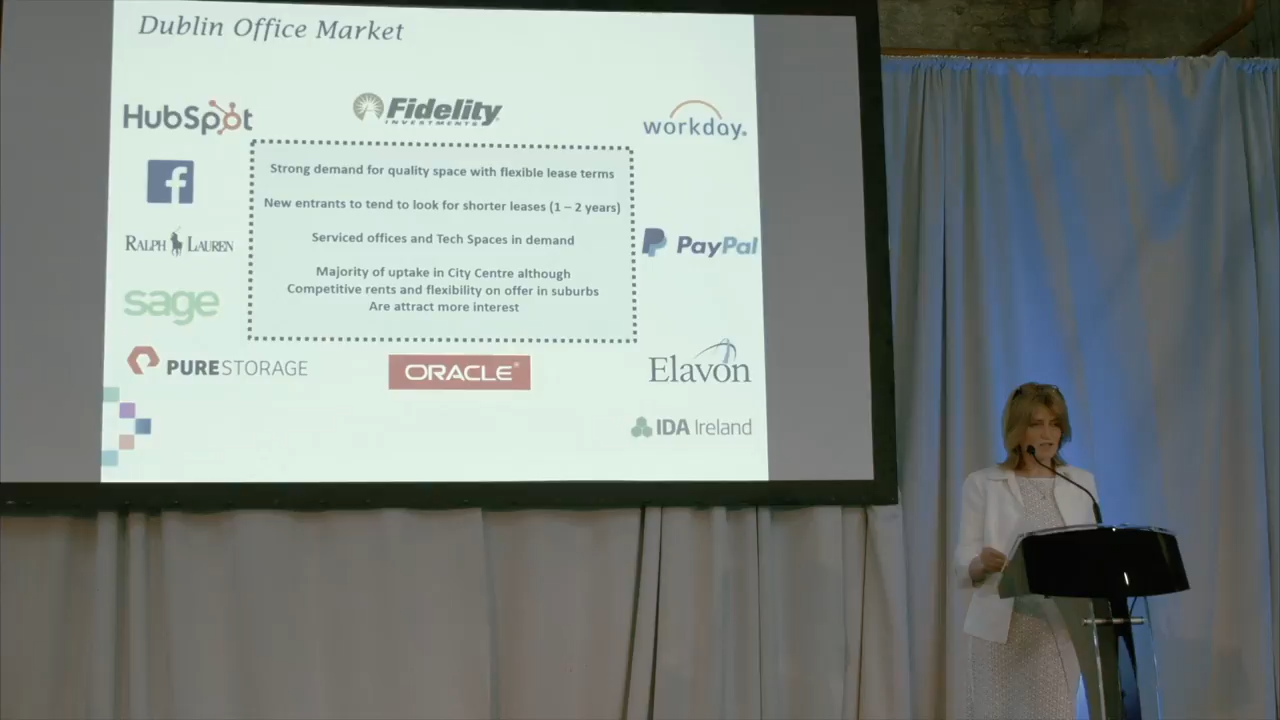 Dublin Office Market
HubSpot
Fidelity
INVESTMENTS
workday.
Strong demand for quality space with flexible lease terms
New entrants to tend to look for shorter leases (1 – 2 years)
RALPH LAUREN
Serviced offices and Tech Spaces in demand
PayPal
Majority of uptake in City Centre although
Competitive rents and flexibility on offer in suburbs
Are attract more interest
sage
PURESTORAGE
ORACLE®
Elavon
IDA Ireland